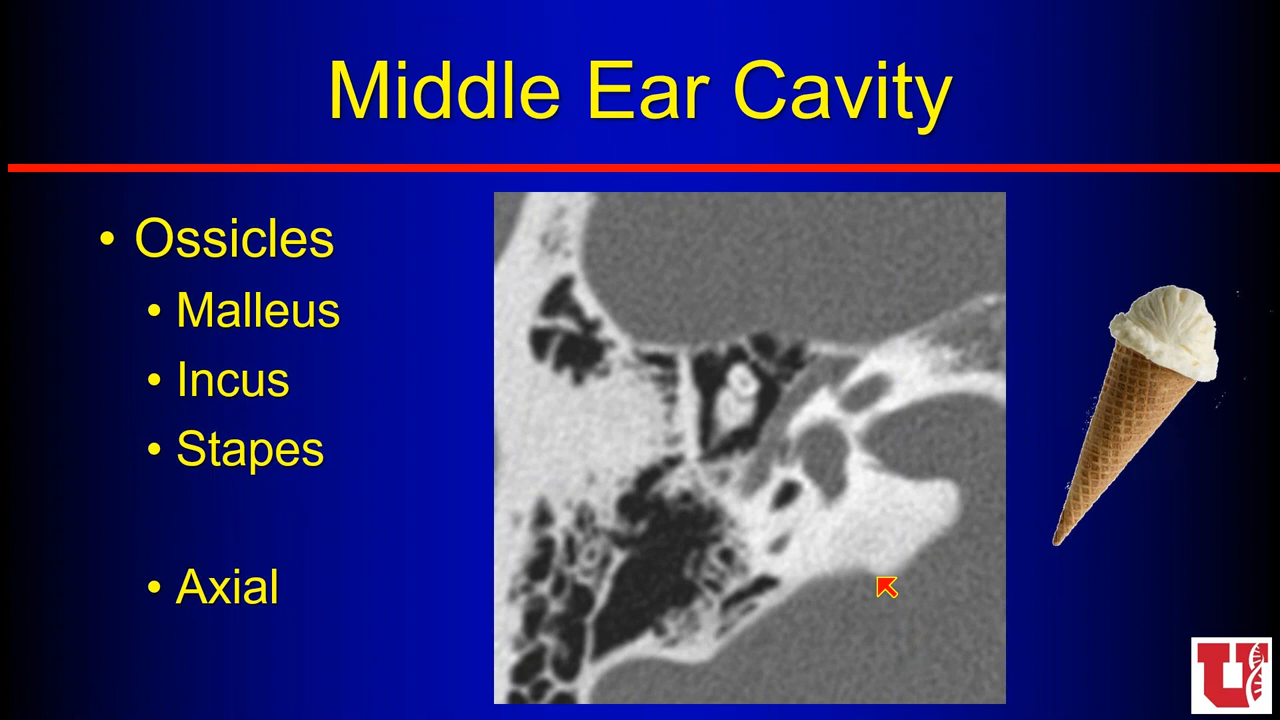 Middle Ear Cavity
• Ossicles
• Malleus
• Incus
• Stapes
• Axial
U